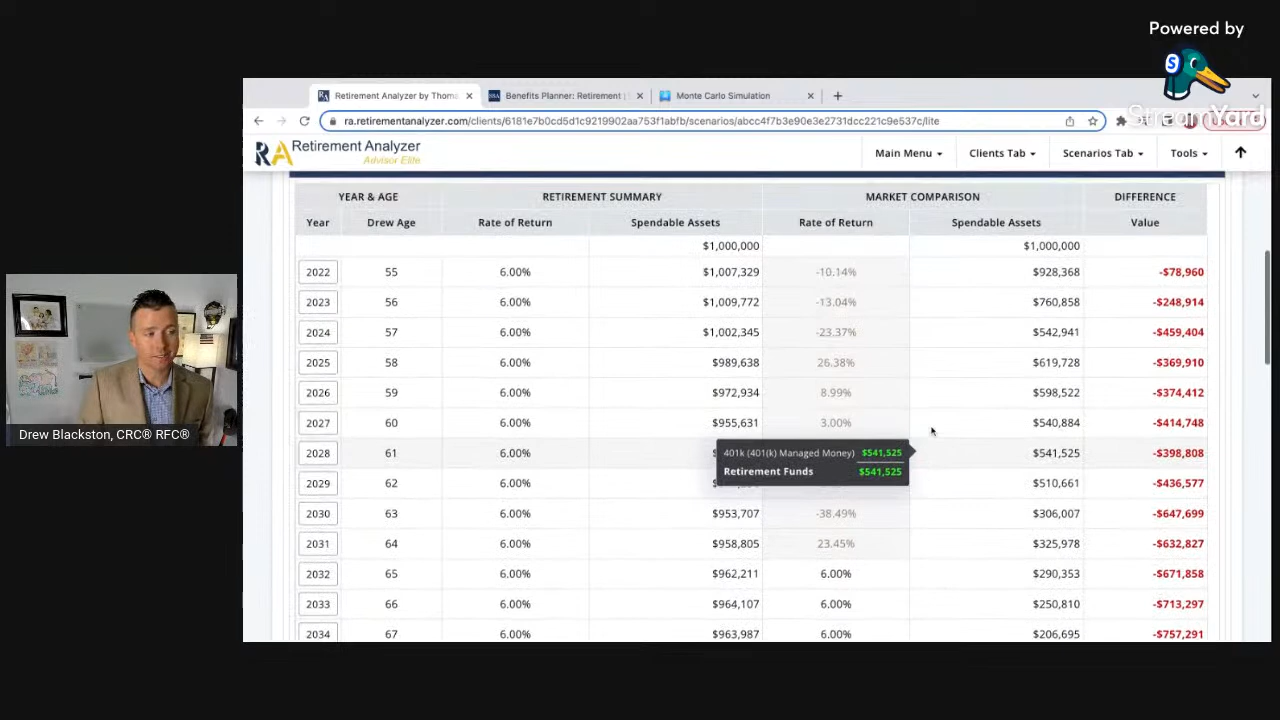 Powered by
S
StreamYard
Retirement Analyzer by Thoma
Benefits Planner: Retirement |
Monte Carlo Simulation
ra.retirementanalyzer.com/clients/6181e7b0cd5d1c9219902aa753f1abfb/scenarios/abcc4f7b3e90e3e2731dcc221c9e537c/lite
RA Retirement Analyzer
Advisor Elite
Main Menu Clients Tab Scenarios Tab Tools
YEAR & AGE RETIREMENT SUMMARY MARKET COMPARISON DIFFERENCE
Year Drew Age Rate of Return Spendable Assets Rate of Return Spendable Assets Value
$1,000,000 $1,000,000
2022 55 6.00% $1,007,329 -10.14% $928,368 -$78,960
2023 56 6.00% $1,009,772 -13.04% $760,858 -$248,914
2024 57 6.00% $1,002,345 -23.37% $542,941 -$459,404
2025 58 6.00% $989,638 26.38% $619,728 -$369,910
2026 59 6.00% $972,934 8.99% $598,522 -$374,412
2027 60 6.00% $955,631 3.00% $540,884 -$414,748
2028 61 6.00% $541,525 -$398,808
401k (401(k) Managed Money) $541,525
Retirement Funds $541,525
2029 62 6.00% $510,661 -$436,577
2030 63 6.00% $953,707 -38.49% $306,007 -$647,699
2031 64 6.00% $958,805 23.45% $325,978 -$632,827
2032 65 6.00% $962,211 6.00% $290,353 -$671,858
2033 66 6.00% $964,107 6.00% $250,810 -$713,297
2034 67 6.00% $963,987 6.00% $206,695 -$757,291
Drew Blackston, CRC® RFC®